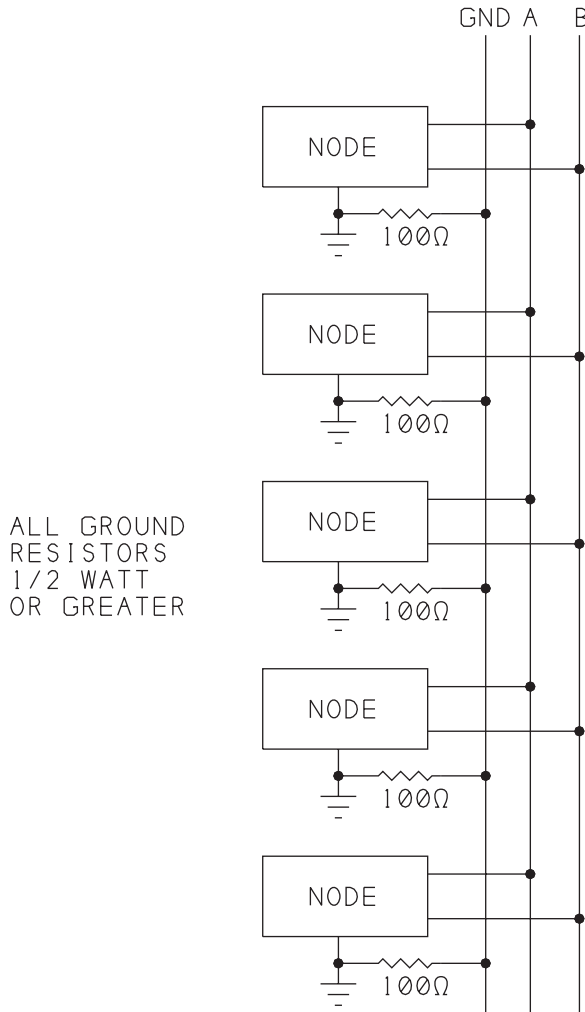 GND A B
NODE
100Ω
NODE
100Ω
ALL GROUND
RESISTORS
1/2 WATT
OR GREATER
NODE
100Ω
NODE
100Ω
NODE
100Ω